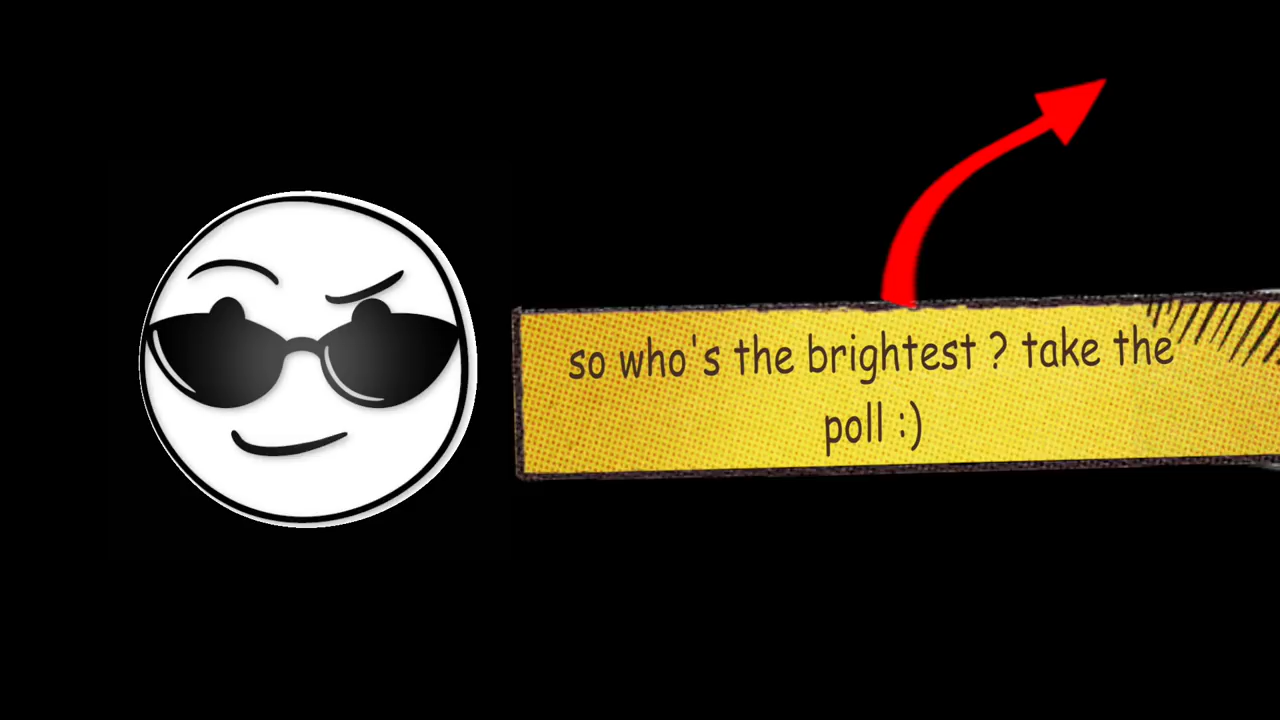 so who's the brightest ? take the
poll :)